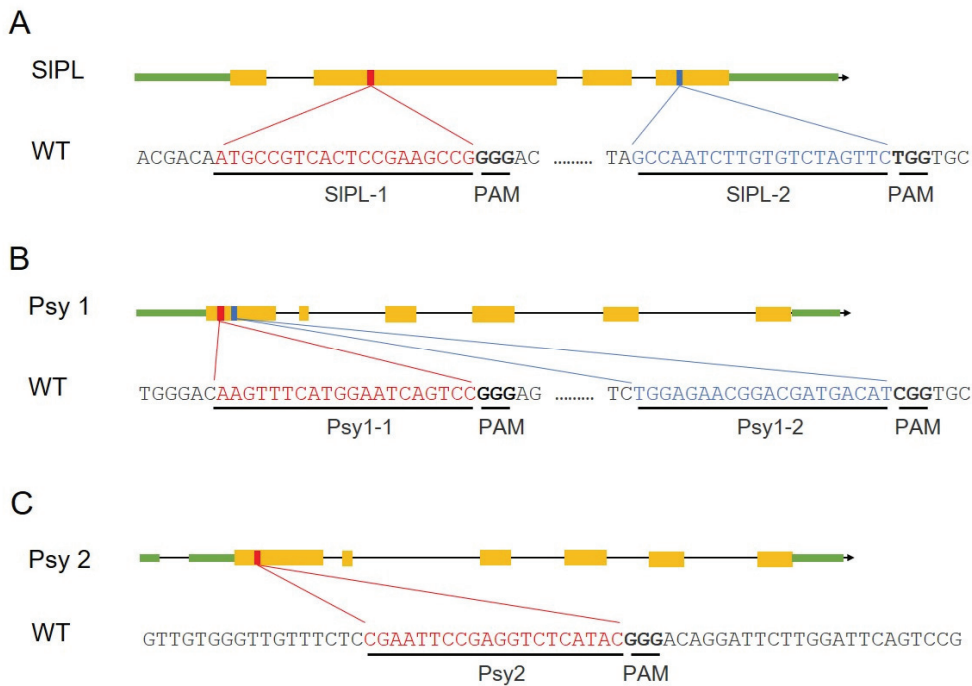 A
SlPL
WT ACGACAATGCCGTCACTCCGAAGCCGGGGAC ......... TAGCCAATCTTGTGTCTAGTTCTGGTGC
SlPL-1 PAM SlPL-2 PAM
B
Psy 1
WT TGGGACAAGTTTCATGGAATCAGTCCGGGAG ......... TCTGGAGAACGGACGATGACATCGGTGC
Psy1-1 PAM Psy1-2 PAM
C
Psy 2
WT GTTGTGGGTTGTTTCTCCGAATTCCGAGGTCTCATACGGGACAGGATTCTTGGATTCAGTCCG
Psy2 PAM